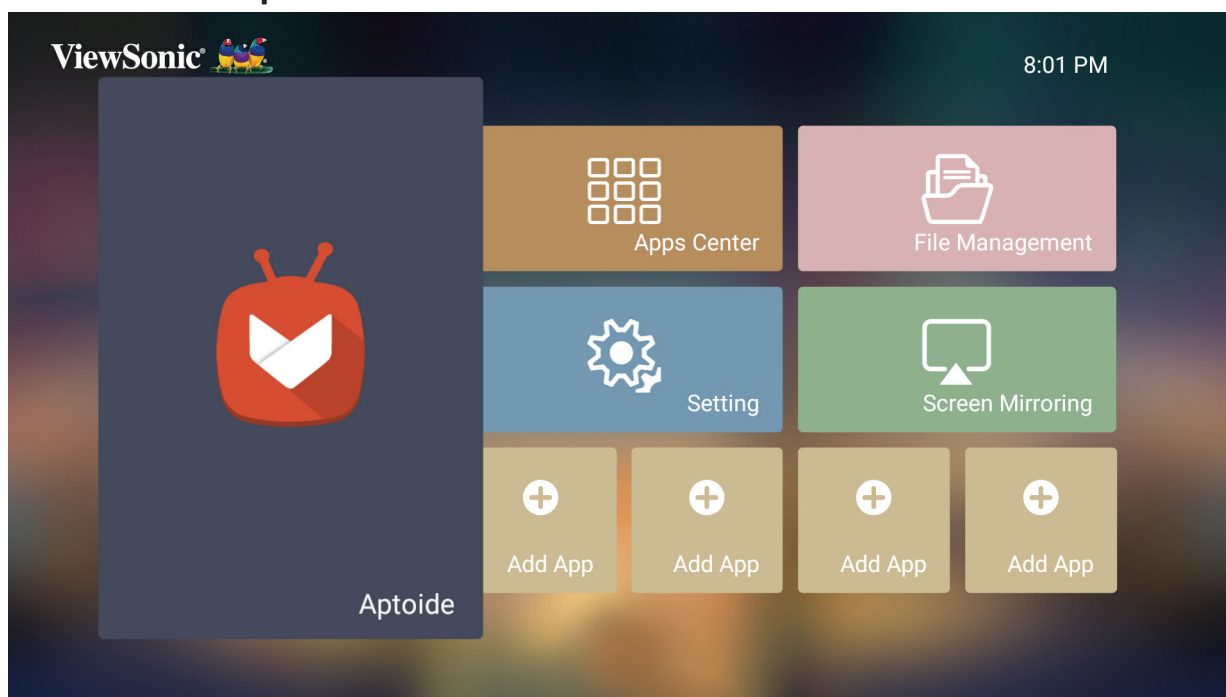 ViewSonic®
8:01 PM
Apps Center
File Management
Setting
Screen Mirroring
Add App
Add App
Add App
Add App
Aptoide